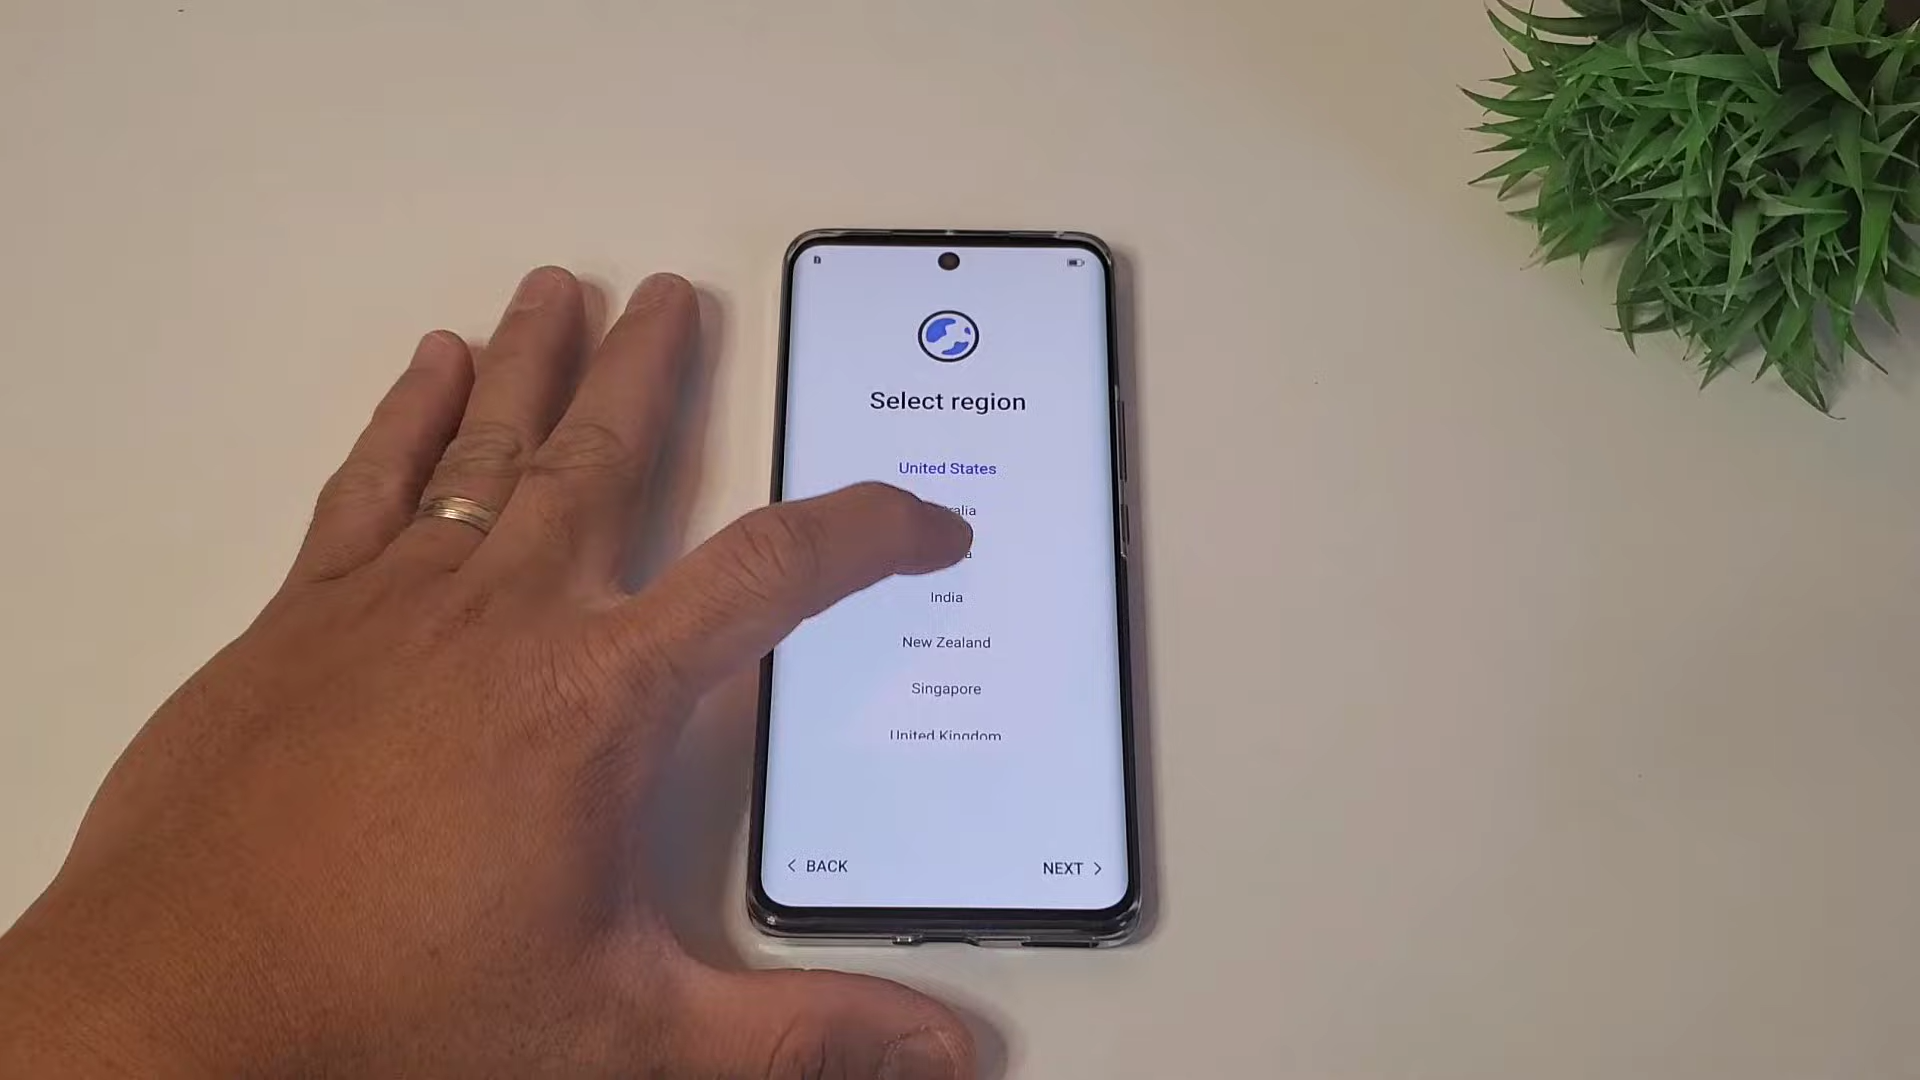 Select region
United States
India
New Zealand
Singapore
United Kingdom
BACK
NEXT